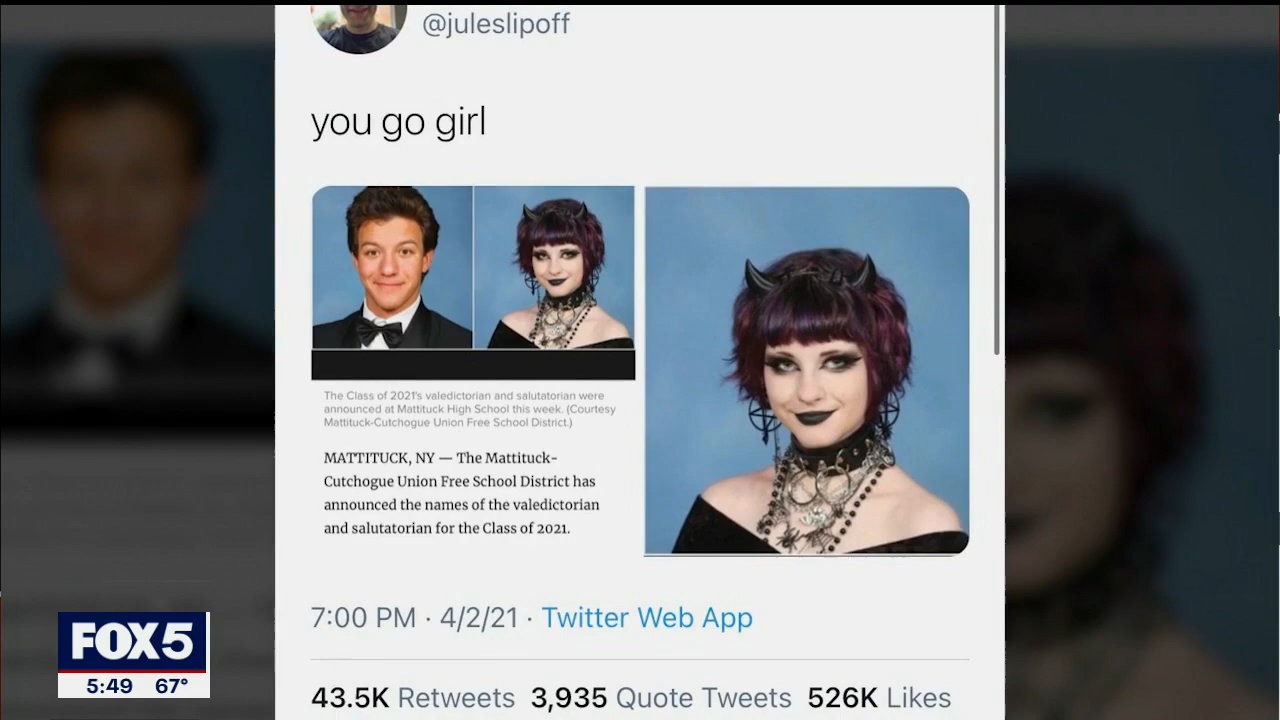 @juleslipoff
you go girl
The Class of 2021's valedictorian and salutatorian were
announced at Mattituck High School this week. (Courtesy
Mattituck-Cutchogue Union Free School District.)
MATTITUCK, NY — The Mattituck-
Cutchogue Union Free School District has
announced the names of the valedictorian
and salutatorian for the Class of 2021.
7:00 PM · 4/2/21 · Twitter Web App
43.5K Retweets 3,935 Quote Tweets 526K Likes
FOX5
5:49 67°